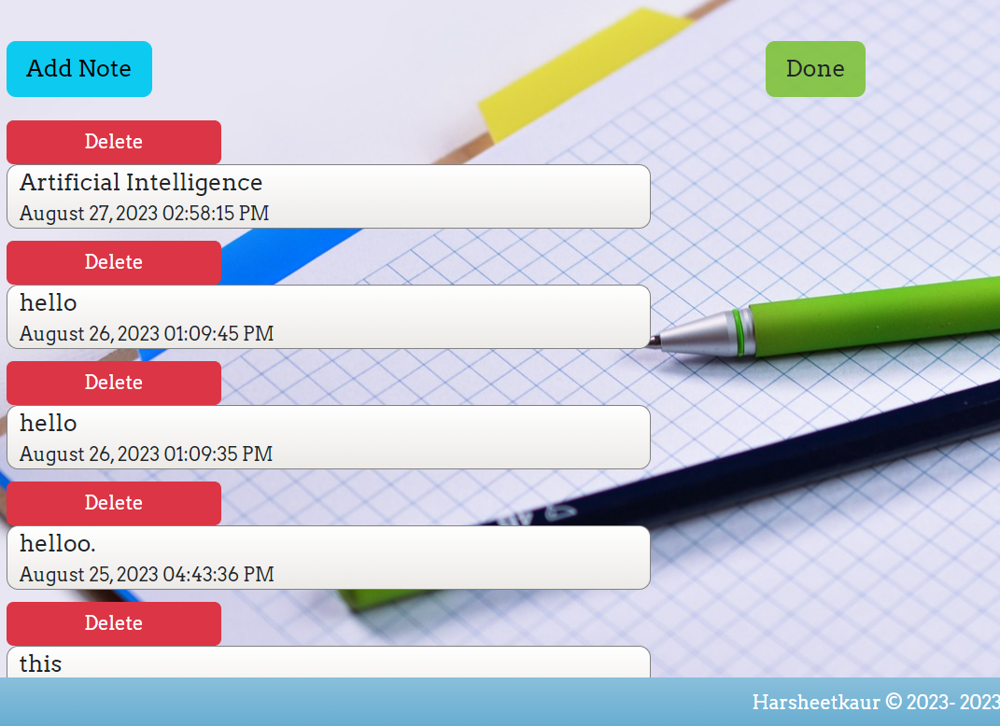 Add Note
Done
Delete
Artificial Intelligence
August 27, 2023 02:58:15 PM
Delete
hello
August 26, 2023 01:09:45 PM
Delete
hello
August 26, 2023 01:09:35 PM
Delete
helloo.
August 25, 2023 04:43:36 PM
Delete
this
Harsheetkaur © 2023- 2023